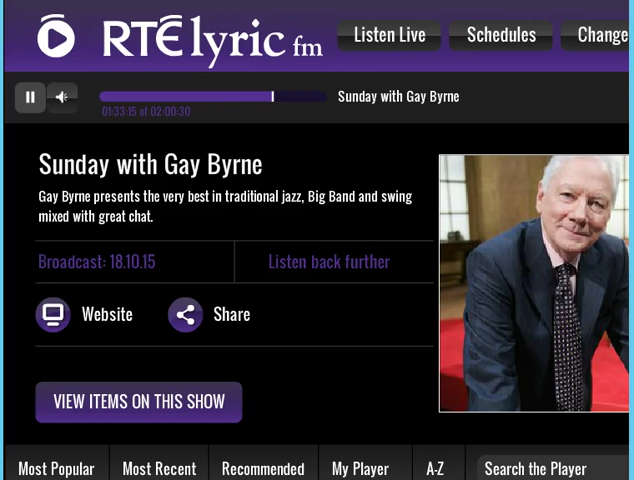 RTÉ lyric fm
Listen Live
Schedules
Change
Sunday with Gay Byrne
01:33:15 of 02:00:30
Sunday with Gay Byrne
Gay Byrne presents the very best in traditional jazz, Big Band and swing
mixed with great chat.
Broadcast: 18.10.15
Listen back further
Website
Share
VIEW ITEMS ON THIS SHOW
Most Popular
Most Recent
Recommended
My Player
A-Z
Search the Player